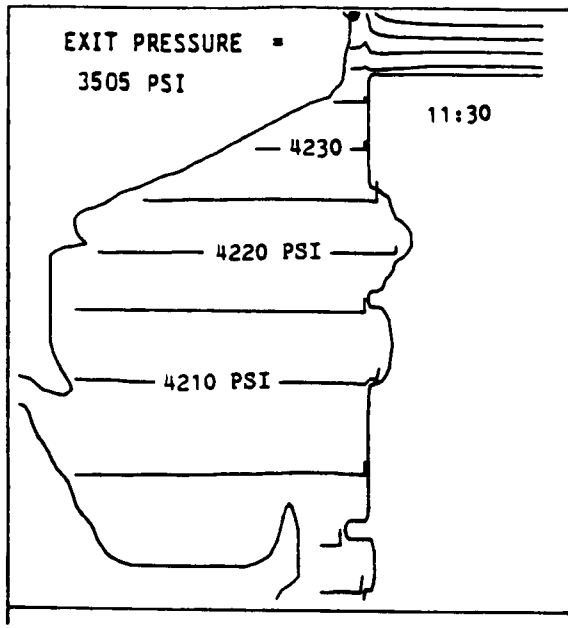 EXIT PRESSURE =
3505 PSI
11:30
4230
4220 PSI
4210 PSI